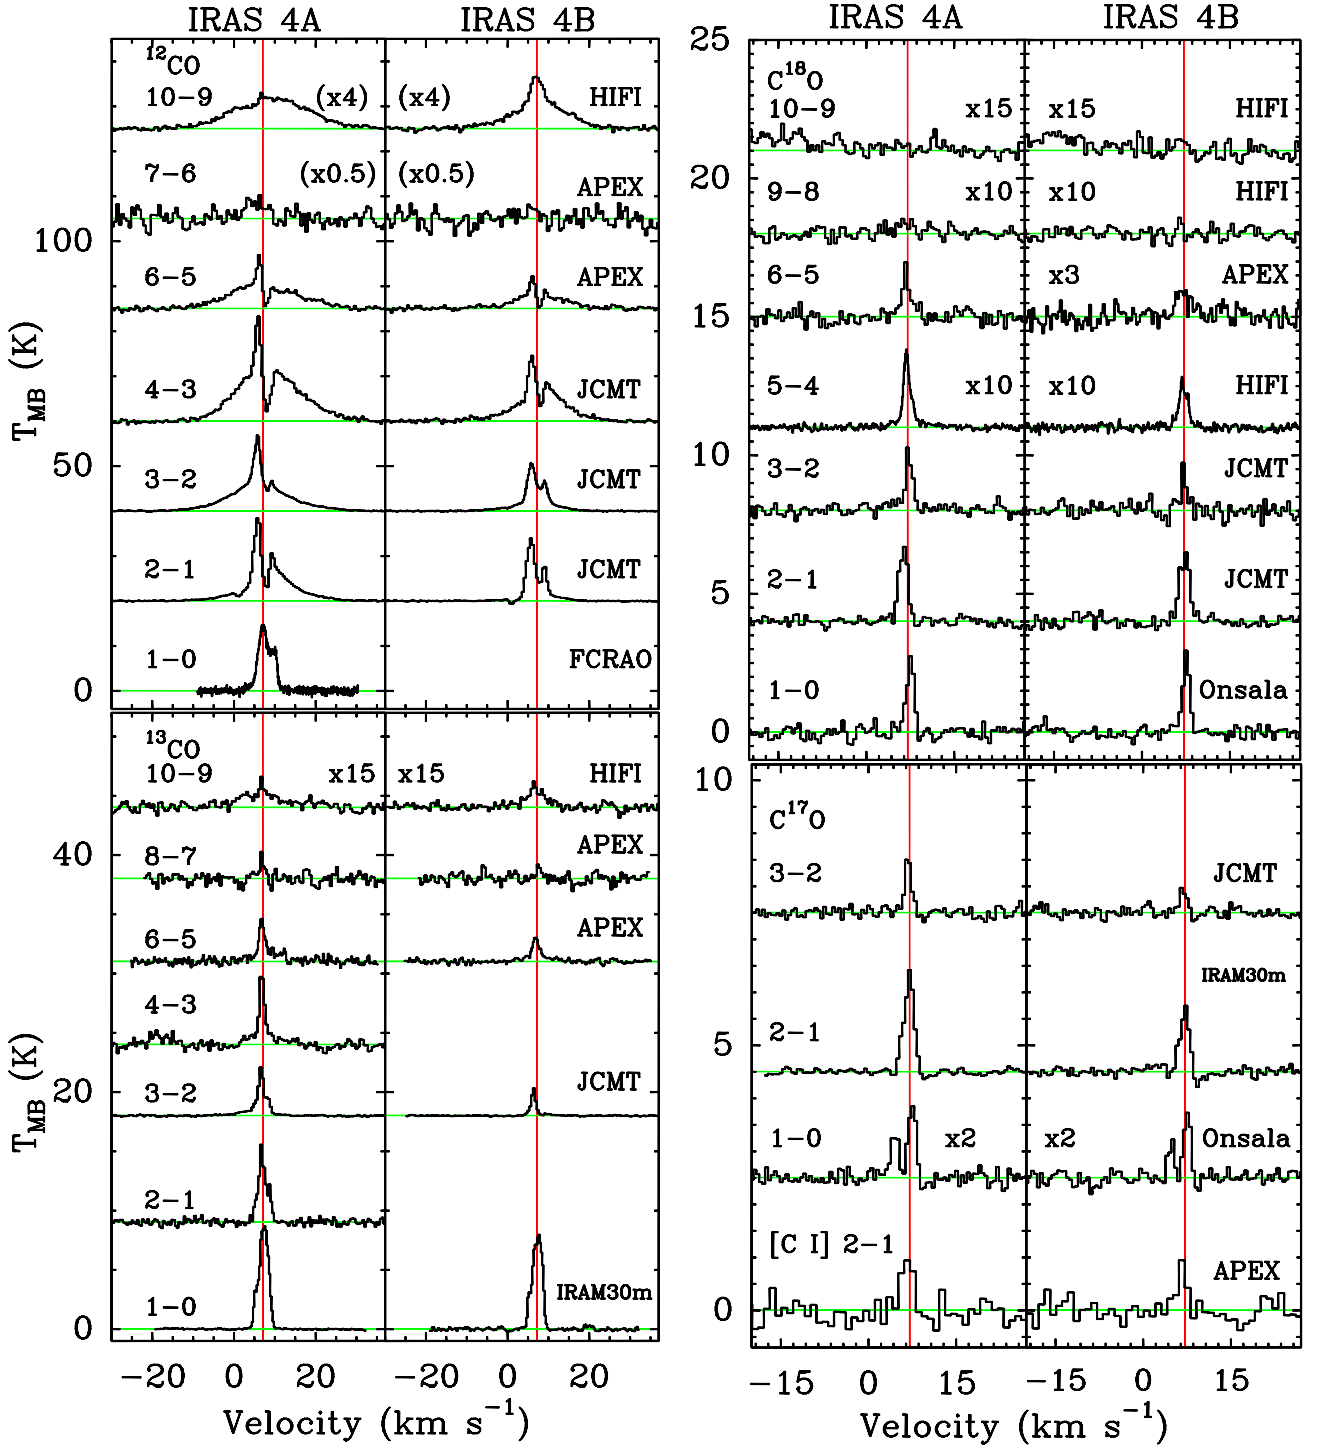 IRAS 4A IRAS 4B
¹²CO
10−9 (x4) (x4) HIFI
7−6 (x0.5) (x0.5) APEX
6−5 APEX
4−3 JCMT
3−2 JCMT
2−1 JCMT
1−0 FCRAO
100
50
0
T_MB (K)
¹³CO
10−9 x15 x15 HIFI
8−7 APEX
6−5 APEX
4−3
3−2 JCMT
2−1
1−0 IRAM30m
40
20
0
T_MB (K)
−20 0 20 −20 0 20
Velocity (km s⁻¹)
IRAS 4A IRAS 4B
C¹⁸O
10−9 x15 x15 HIFI
9−8 x10 x10 HIFI
6−5 x3 APEX
5−4 x10 x10 HIFI
3−2 JCMT
2−1 JCMT
1−0 Onsala
25
20
15
10
5
0
C¹⁷O
3−2 JCMT
IRAM30m
2−1
1−0 x2 x2 Onsala
[C I] 2−1 APEX
10
5
0
−15 0 15 −15 0 15
Velocity (km s⁻¹)